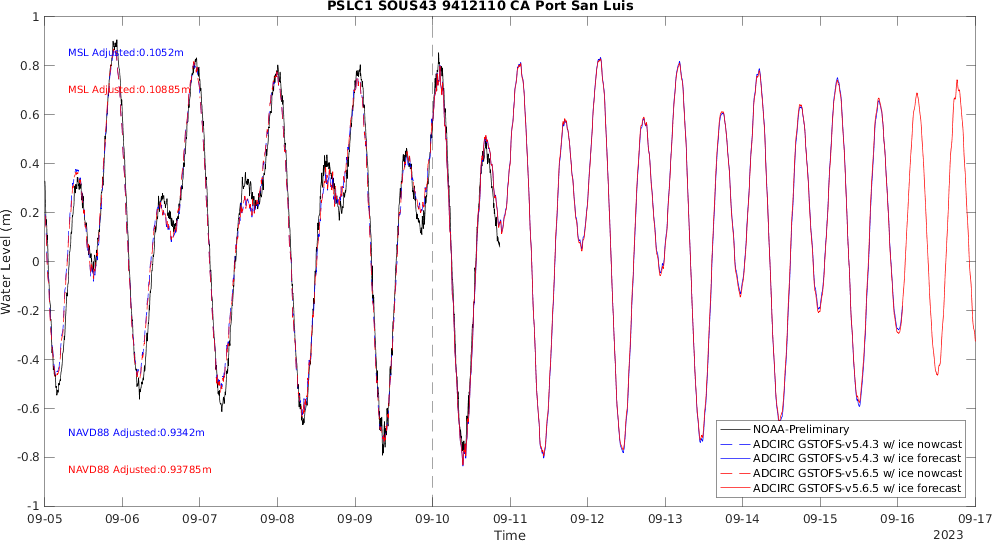 PSLC1 SOUS43 9412110 CA Port San Luis
1
0.8
0.6
0.4
0.2
0
-0.2
-0.4
-0.6
-0.8
-1
Water Level (m)
MSL Adjusted:0.1052m
MSL Adjusted:0.10885m
NAVD88 Adjusted:0.9342m
NAVD88 Adjusted:0.93785m
NOAA-Preliminary
ADCIRC GSTOFS-v5.4.3 w/ ice nowcast
ADCIRC GSTOFS-v5.4.3 w/ ice forecast
ADCIRC GSTOFS-v5.6.5 w/ ice nowcast
ADCIRC GSTOFS-v5.6.5 w/ ice forecast
09-05 09-06 09-07 09-08 09-09 09-10 09-11 09-12 09-13 09-14 09-15 09-16 09-17
Time
2023